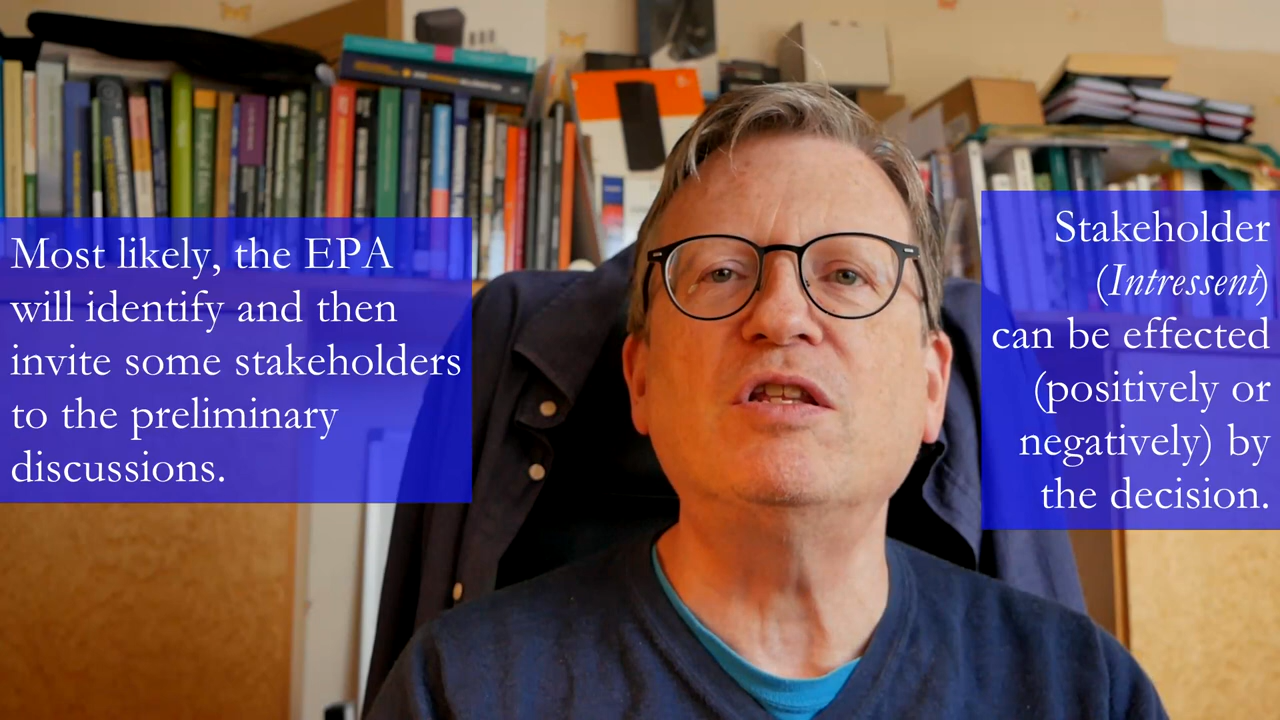 Most likely, the EPA
will identify and then
invite some stakeholders
to the preliminary
discussions.
Stakeholder
(Intressent)
can be effected
(positively or
negatively) by
the decision.